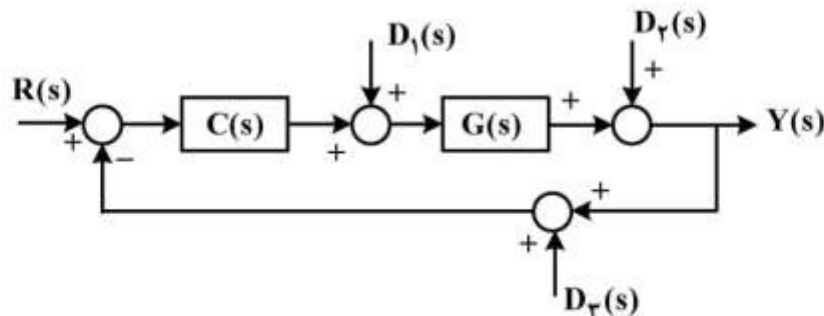 D۱(s)
D۲(s)
+
R(s)
+
+
C(s)
G(s)
Y(s)
+
−
+
+
+
D۳(s)